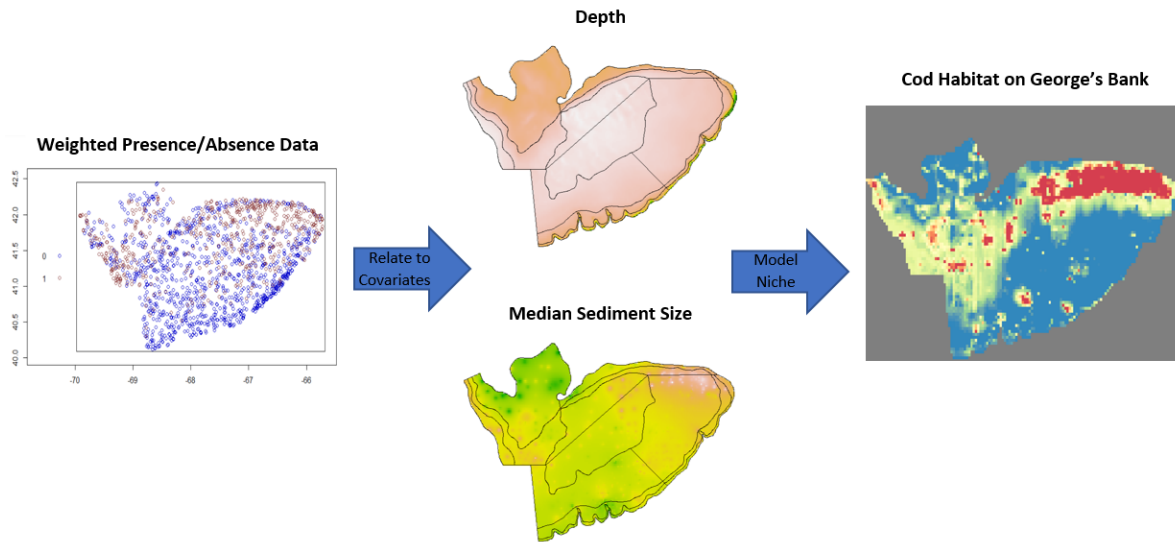 Depth
Cod Habitat on George's Bank
Weighted Presence/Absence Data
42.5
42.0
41.5
41.0
40.5
40.0
0
1
-70
-69
-68
-67
-66
Relate to
Covariates
Model
Niche
Median Sediment Size